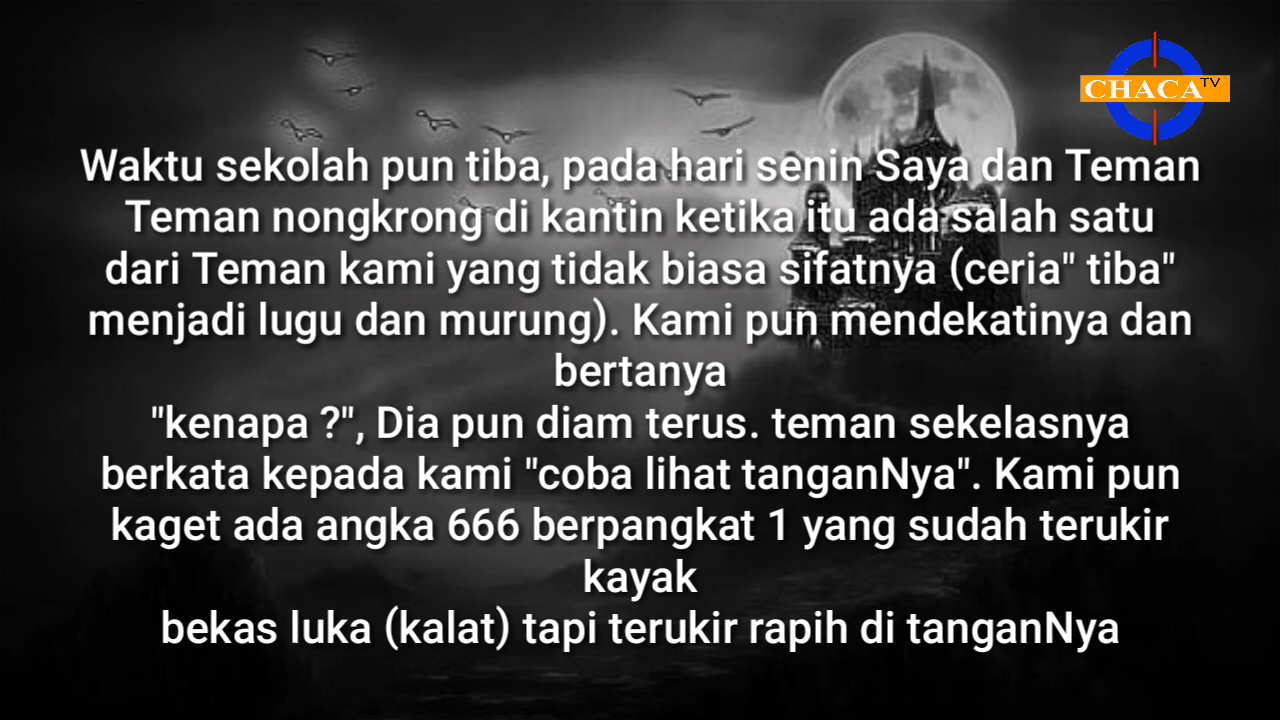 CHACA TV
Waktu sekolah pun tiba, pada hari senin Saya dan Teman
Teman nongkrong di kantin ketika itu ada salah satu
dari Teman kami yang tidak biasa sifatnya (ceria" tiba"
menjadi lugu dan murung). Kami pun mendekatinya dan
bertanya
"kenapa ?", Dia pun diam terus. teman sekelasnya
berkata kepada kami "coba lihat tanganNya". Kami pun
kaget ada angka 666 berpangkat 1 yang sudah terukir
kayak
bekas luka (kalat) tapi terukir rapih di tanganNya